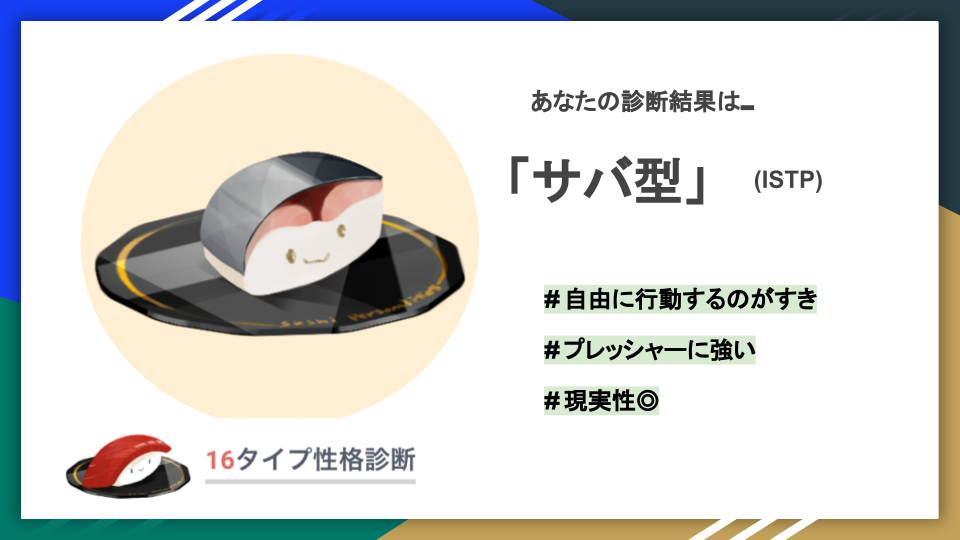 あなたの診断結果は...
「サバ型」 (ISTP)
#自由に行動するのがすき
#プレッシャーに強い
#現実性◎
Sushi Personalities
16タイプ性格診断